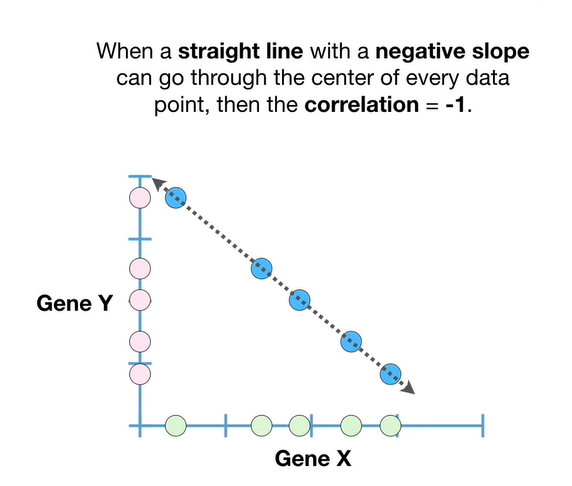 When a straight line with a negative slope
can go through the center of every data
point, then the correlation = -1.
Gene Y
Gene X